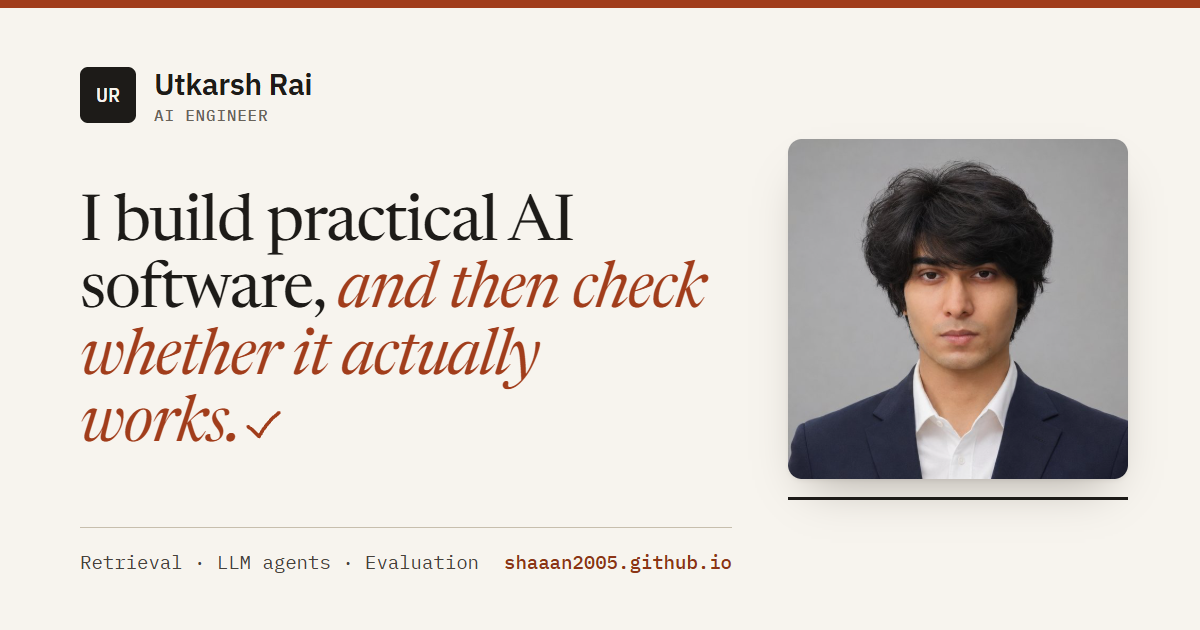 UR
Utkarsh Rai
AI ENGINEER
I build practical AI
software, and then check
whether it actually
works.✓
Retrieval · LLM agents · Evaluation
shaaan2005.github.io